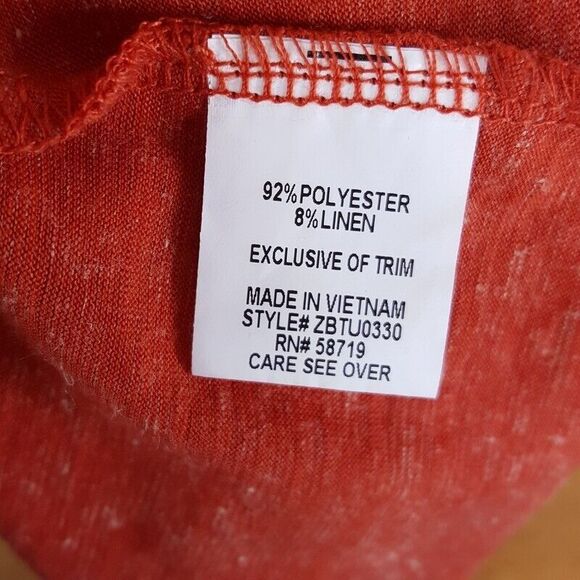 92%POLYESTER
8%LINEN
EXCLUSIVE OF TRIM
MADE IN VIETNAM
STYLE# ZBTU0330
RN# 58719
CARE SEE OVER